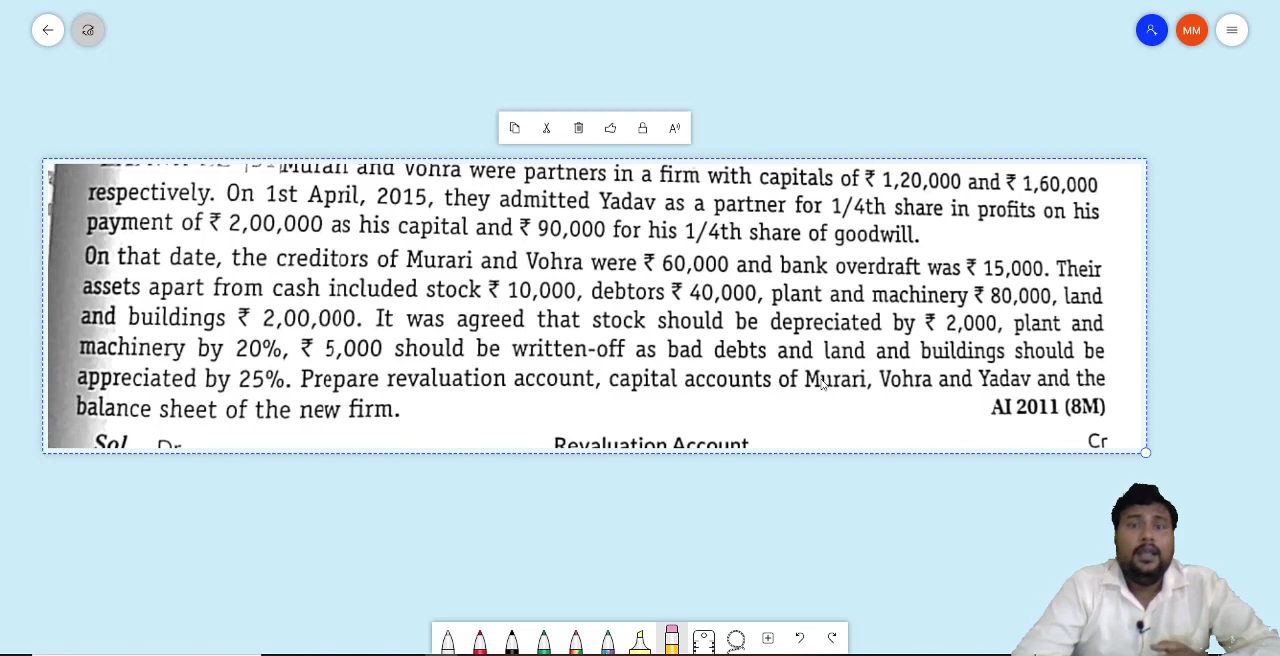 MM
Murari and Vohra were partners in a firm with capitals of ₹ 1,20,000 and ₹ 1,60,000
respectively. On 1st April, 2015, they admitted Yadav as a partner for 1/4th share in profits on his
payment of ₹ 2,00,000 as his capital and ₹ 90,000 for his 1/4th share of goodwill.
On that date, the creditors of Murari and Vohra were ₹ 60,000 and bank overdraft was ₹ 15,000. Their
assets apart from cash included stock ₹ 10,000, debtors ₹ 40,000, plant and machinery ₹ 80,000, land
and buildings ₹ 2,00,000. It was agreed that stock should be depreciated by ₹ 2,000, plant and
machinery by 20%, ₹ 5,000 should be written-off as bad debts and land and buildings should be
appreciated by 25%. Prepare revaluation account, capital accounts of Murari, Vohra and Yadav and the
balance sheet of the new firm. AI 2011 (8M)
Sol Dr Revaluation Account Cr